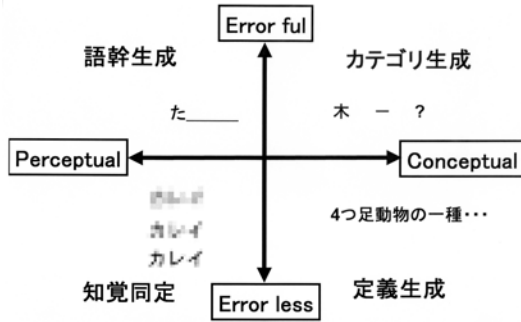 Error ful
語幹生成
カテゴリ生成
た_____
木 － ？
Perceptual
Conceptual
カレイ
カレイ
4つ足動物の一種･･･
知覚同定
定義生成
Error less